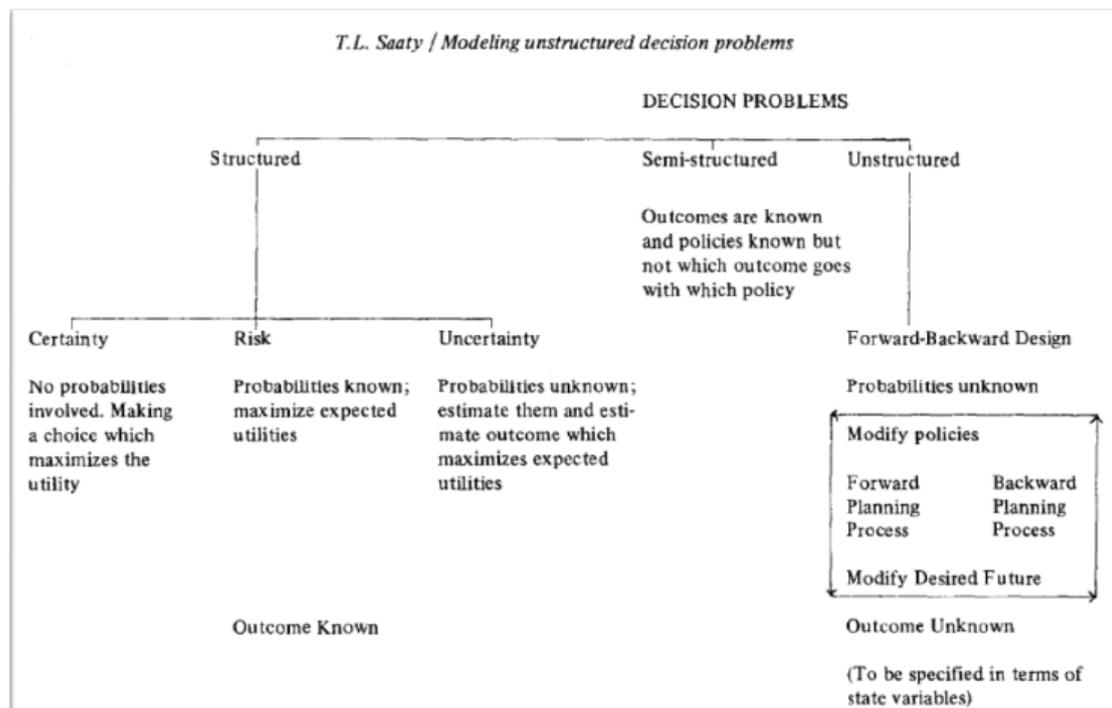 T.L. Saaty / Modeling unstructured decision problems
DECISION PROBLEMS
Structured
Semi-structured
Unstructured
Outcomes are known
and policies known but
not which outcome goes
with which policy
Certainty
Risk
Uncertainty
Forward-Backward Design
No probabilities
involved. Making
a choice which
maximizes the
utility
Probabilities known;
maximize expected
utilities
Probabilities unknown;
estimate them and esti-
mate outcome which
maximizes expected
utilities
Probabilities unknown
Modify policies
Forward
Planning
Process
Backward
Planning
Process
Modify Desired Future
Outcome Known
Outcome Unknown
(To be specified in terms of
state variables)